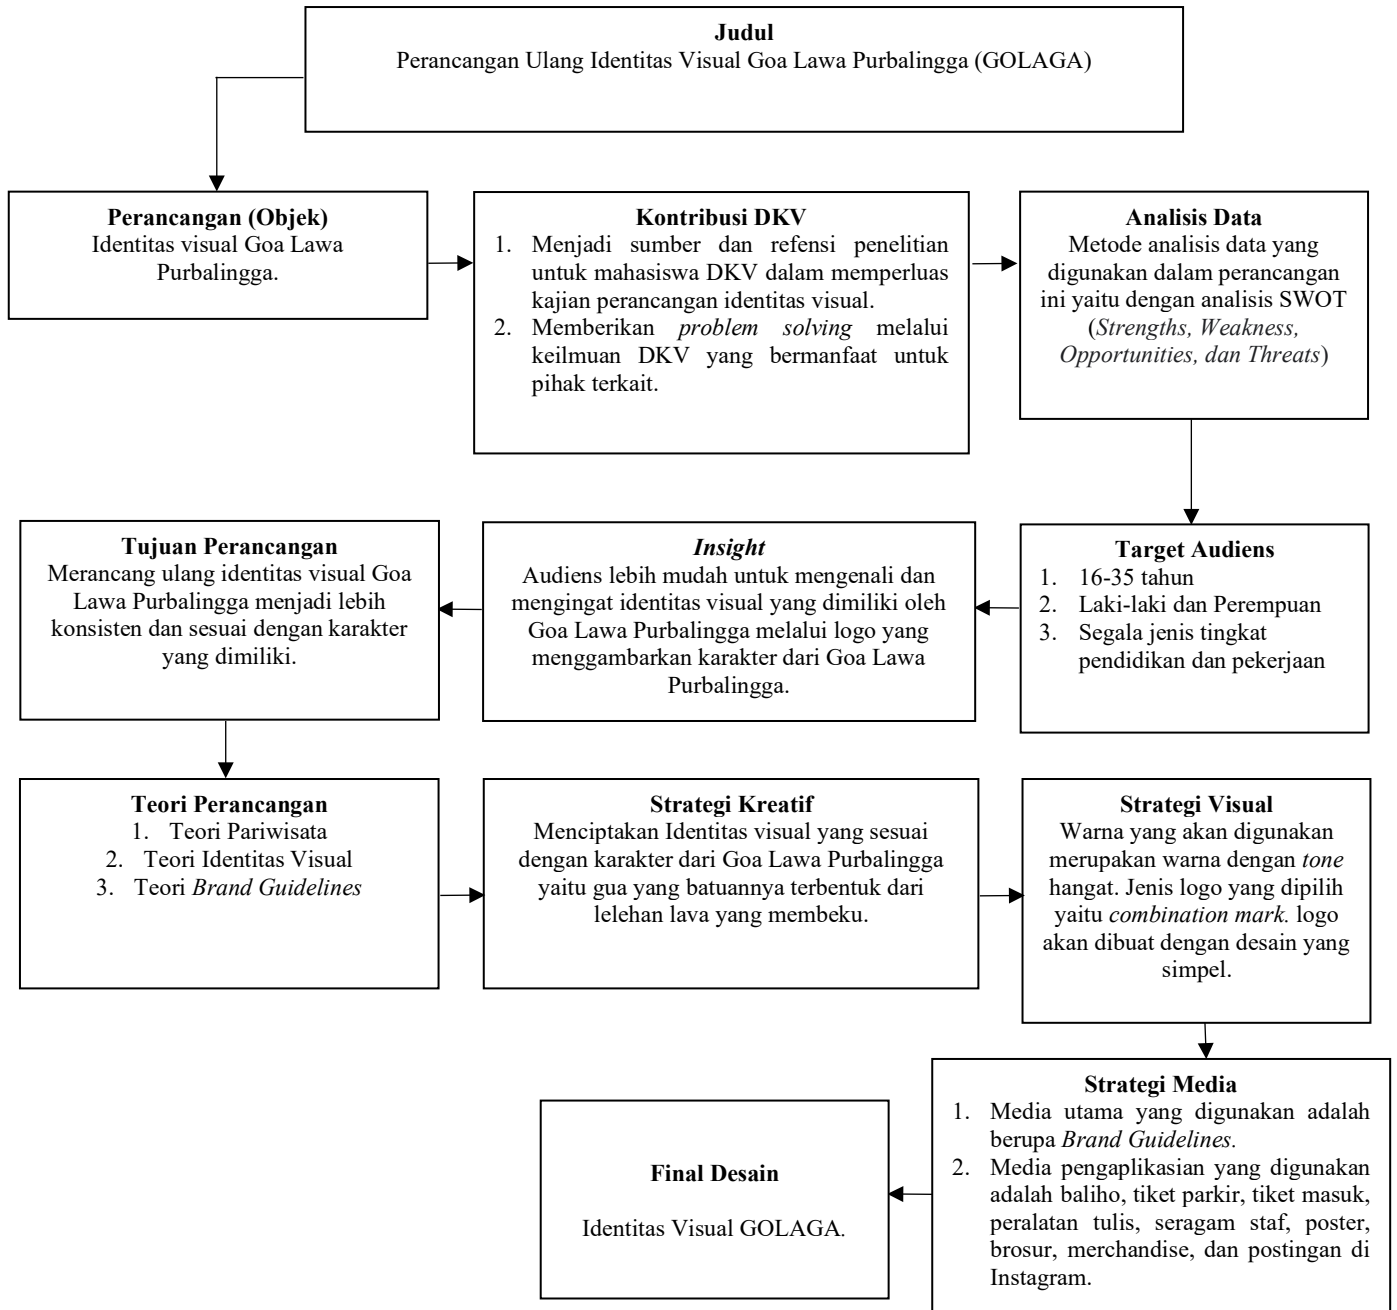 Judul
Perancangan Ulang Identitas Visual Goa Lawa Purbalingga (GOLAGA)
Perancangan (Objek)
Identitas visual Goa Lawa
Purbalingga.
Kontribusi DKV
1. Menjadi sumber dan refensi penelitian
untuk mahasiswa DKV dalam memperluas
kajian perancangan identitas visual.
2. Memberikan problem solving melalui
keilmuan DKV yang bermanfaat untuk
pihak terkait.
Analisis Data
Metode analisis data yang
digunakan dalam perancangan
ini yaitu dengan analisis SWOT
(Strengths, Weakness,
Opportunities, dan Threats)
Target Audiens
1. 16-35 tahun
2. Laki-laki dan Perempuan
3. Segala jenis tingkat
pendidikan dan pekerjaan
Insight
Audiens lebih mudah untuk mengenali dan
mengingat identitas visual yang dimiliki oleh
Goa Lawa Purbalingga melalui logo yang
menggambarkan karakter dari Goa Lawa
Purbalingga.
Tujuan Perancangan
Merancang ulang identitas visual Goa
Lawa Purbalingga menjadi lebih
konsisten dan sesuai dengan karakter
yang dimiliki.
Teori Perancangan
1. Teori Pariwisata
2. Teori Identitas Visual
3. Teori Brand Guidelines
Strategi Kreatif
Menciptakan Identitas visual yang sesuai
dengan karakter dari Goa Lawa Purbalingga
yaitu gua yang batuannya terbentuk dari
lelehan lava yang membeku.
Strategi Visual
Warna yang akan digunakan
merupakan warna dengan tone
hangat. Jenis logo yang dipilih
yaitu combination mark. logo
akan dibuat dengan desain yang
simpel.
Strategi Media
1. Media utama yang digunakan adalah
berupa Brand Guidelines.
2. Media pengaplikasian yang digunakan
adalah baliho, tiket parkir, tiket masuk,
peralatan tulis, seragam staf, poster,
brosur, merchandise, dan postingan di
Instagram.
Final Desain
Identitas Visual GOLAGA.